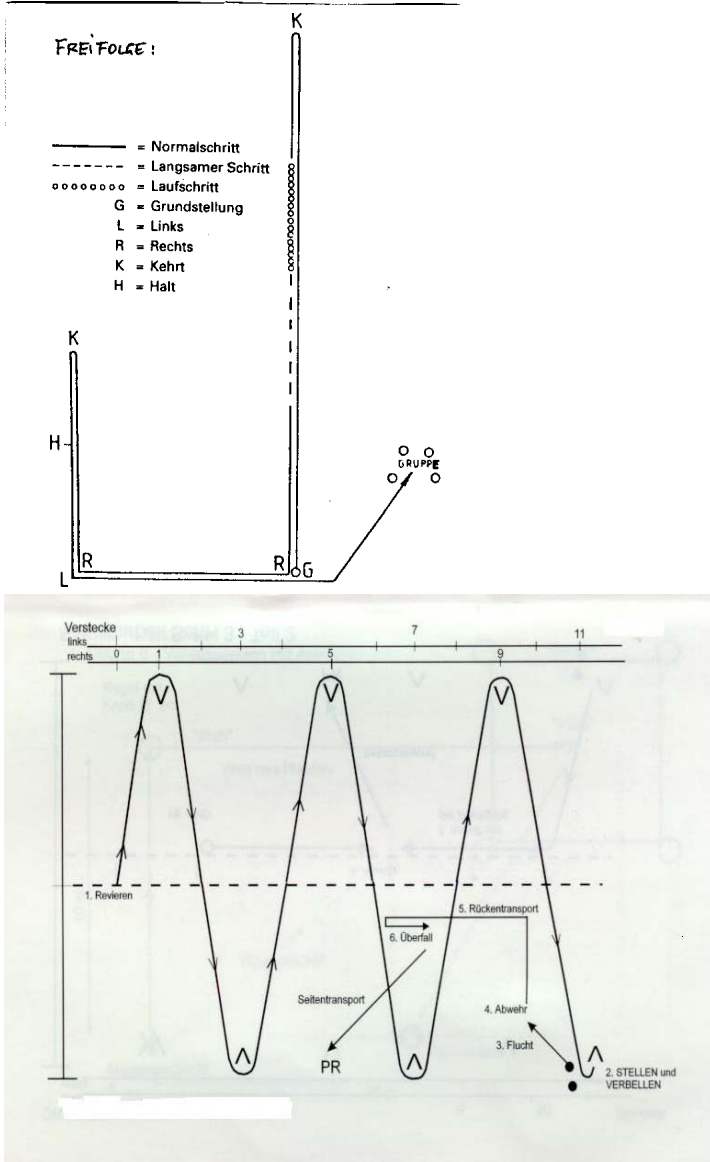 K
FREiFOLGE:
= Normalschritt
= Langsamer Schritt
= Laufschritt
G = Grundstellung
L = Links
R = Rechts
K = Kehrt
H = Halt
K
H
GRUPPE
R
R
G
L
Verstecke
links
3
7
11
rechts
0
1
5
9
1. Revieren
5. Rückentransport
6. Überfall
Seitentransport
4. Abwehr
3. Flucht
PR
2. STELLEN und
VERBELLEN